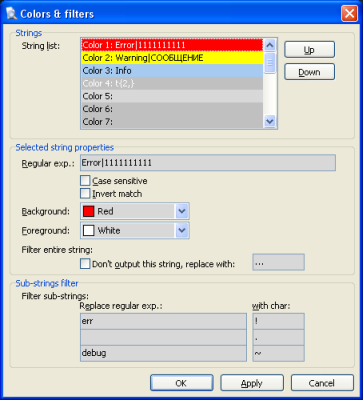 Colors & filters
Strings
String list:
Color 1: Error|1111111111
Color 2: Warning|СООБЩЕНИЕ
Color 3: Info
Color 4: t{2,}
Color 5:
Color 6:
Color 7:
Up
Down
Selected string properties
Regular exp.: Error|1111111111
Case sensitive
Invert match
Background: Red
Foreground: White
Filter entire string:
Don't output this string, replace with: ...
Sub-strings filter
Filter sub-strings:
Replace regular exp.: with char:
err !
.
debug ~
OK Apply Cancel